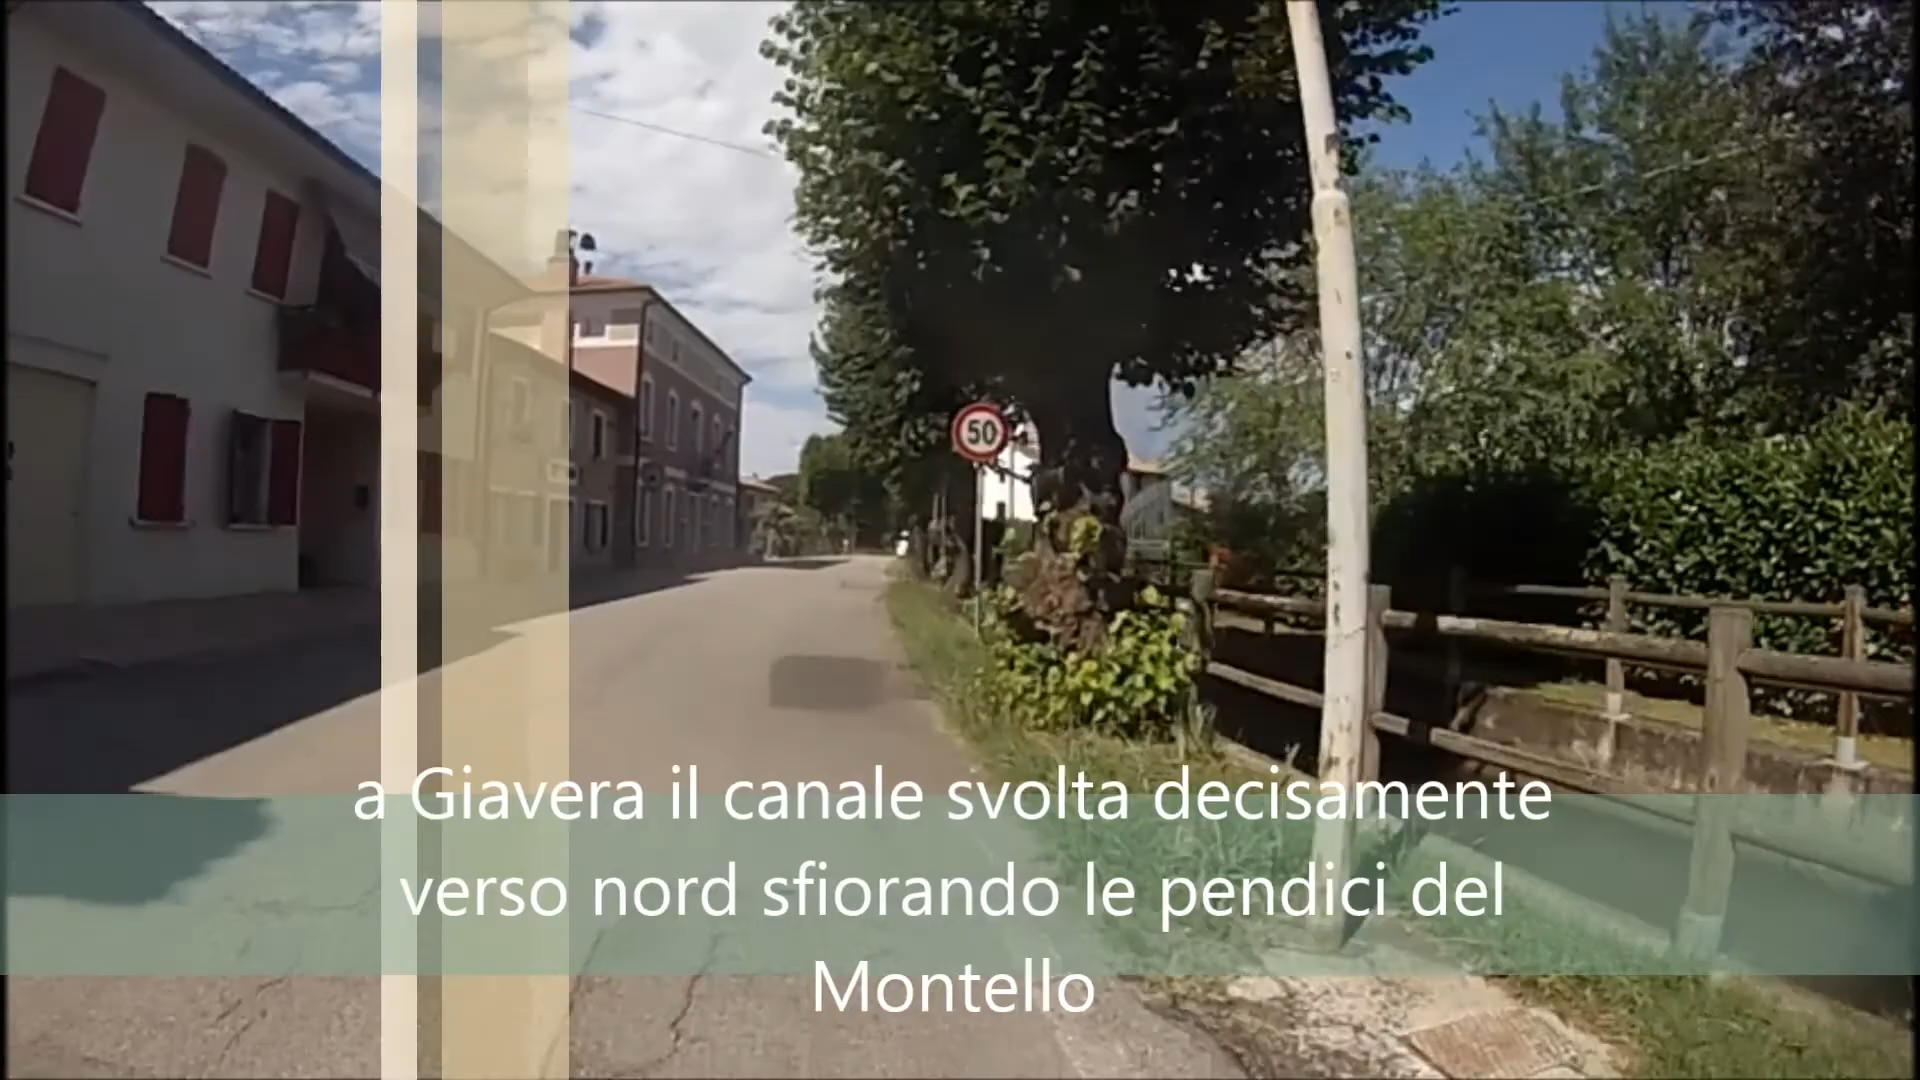 50
a Giavera il canale svolta decisamente
verso nord sfiorando le pendici del
Montello